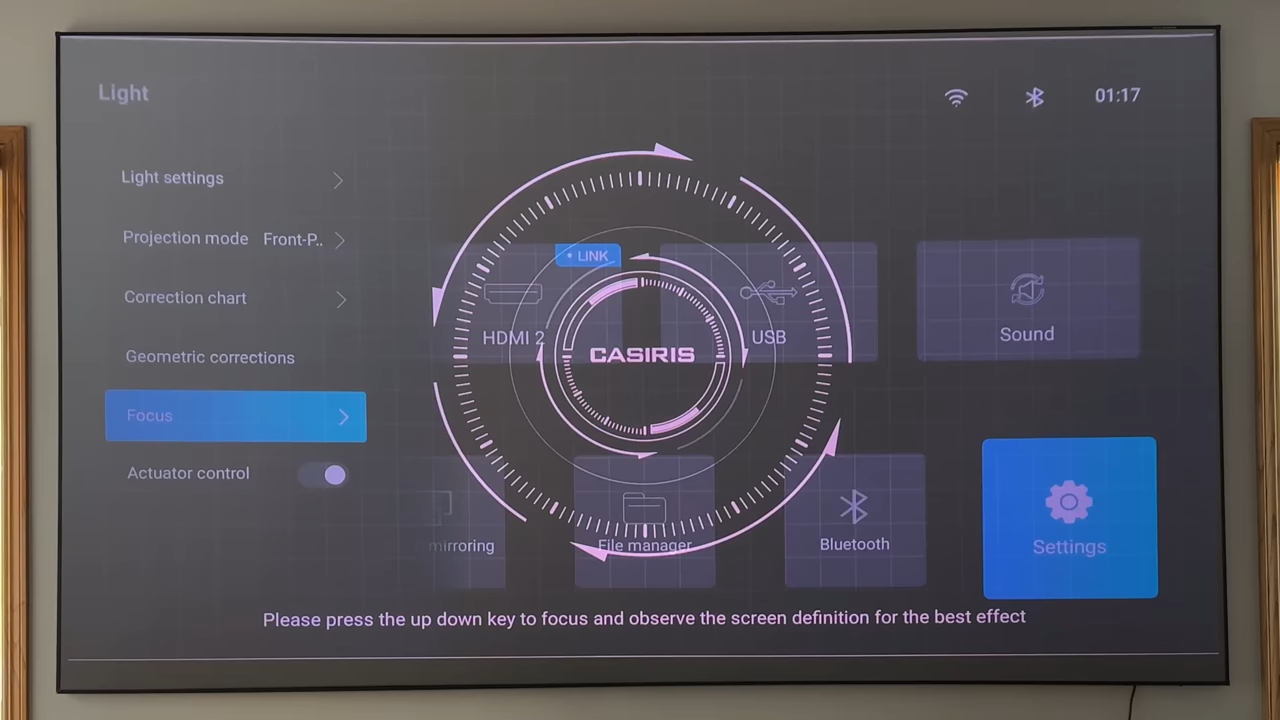 Light
01:17
Light settings
Projection mode Front-P..
Correction chart
Geometric corrections
Focus
Actuator control
• LINK
HDMI 2
USB
Sound
CASIRIS
mirroring
File manager
Bluetooth
Settings
Please press the up down key to focus and observe the screen definition for the best effect